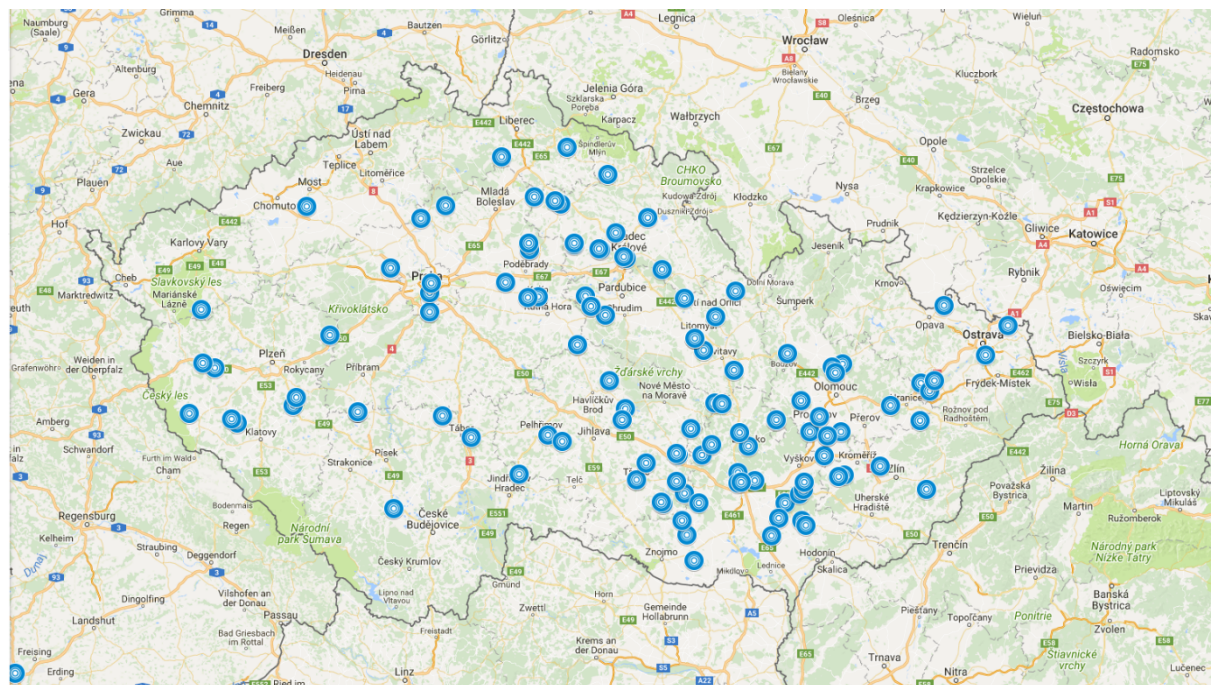 Naumburg
(Saale)
Grimma
Meißen
Bautzen
Görlitz
Legnica
Wrocław
Oleśnica
Wieluń
Radomsko
Dresden
Altenburg
Freiberg
Heidenau
Pirna
Bielany
Wrocławskie
Kluczbork
Gera
Chemnitz
Jelenia Góra
Szklarska
Poręba
Karpacz
Wałbrzych
Brzeg
Częstochowa
Zwickau
Aue
Ústí nad
Labem
Teplice
Litoměřice
Liberec
Špindlerův
Mlýn
CHKO
Broumovsko
Opole
Strzelce
Opolskie
Krapkowice
Plauen
Most
Chomutov
Mladá
Boleslav
Kudowa-Zdrój
Duszniki-Zdrój
Kłodzko
Nysa
Prudnik
Kędzierzyn-Koźle
Gliwice
Katowice
Hof
Karlovy Vary
Cheb
Slavkovský les
Mariánské
Lázně
Marktredwitz
Poděbrady
Králové
Jeseník
Krnov
Rybnik
Oświęcim
Křivoklátsko
Kutná Hora
Pardubice
Chrudim
Dolní Morava
Šumperk
Opava
Ostrava
Bielsko-Biała
Weiden in
der Oberpfalz
Grafenwöhr
Plzeň
Rokycany
Příbram
Litomyšl
Bouzov
Olomouc
Frýdek-Místek
Wisła
Szczyrk
Żywiec
Český les
Žďárské vrchy
Nové Město
na Moravě
Havlíčkův
Brod
Přerov
Rožnov pod
Radhoštěm
Amberg
Schwandorf
Furth im Wald
Cham
Klatovy
Strakonice
Písek
Pelhřimov
Jihlava
Telč
Vyškov
Kroměříž
Zlín
Horná Orava
Žilina
Považská
Bystrica
Martin
Ružomberok
Liptovský
Mikuláš
Regensburg
Kelheim
Straubing
Bodenmais
Regen
Deggendorf
Národní
park Šumava
České
Budějovice
Jindřichův
Hradec
Uherské
Hradiště
Trenčín
Národný park
Nízke Tatry
Prievidza
Banská
Bystrica
Zvolen
Znojmo
Mikulov
Lednice
Hodonín
Skalica
Český Krumlov
Lipno nad
Vltavou
Gmünd
Zwettl
Horn
Gemeinde
Hollabrunn
Krems an
der Donau
Dunaj
Dingolfing
Landshut
Vilshofen an
der Donau
Passau
Bad Griesbach
im Rottal
Freistadt
Linz
Freising
Erding
Piešťany
Topoľčany
Ponitrie
Štiavnické
vrchy
Trnava
Nitra
Levice
Lučenec